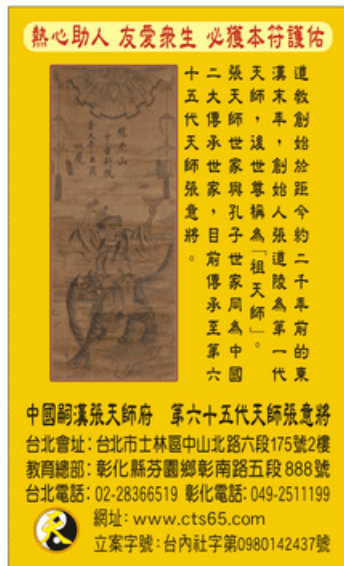 熱心助人 友愛衆生 必獲本符護佑
道教創始於距今約二千年前的東
漢末年，創始人張道陵為第一代
天師，後世尊稱為「祖天師」。
張天師世家與孔子世家同為中國
二大傳承世家，目前傳承至第六
十五代天師張意將。
龍虎山
中國嗣漢張天師府 第六十五代天師張意將
台北會址：台北市士林區中山北路六段175號2樓
教育總部：彰化縣芬園鄉彰南路五段888號
台北電話：02-28366519 彰化電話：049-2511199
網址：www.cts65.com
立案字號：台內社字第0980142437號